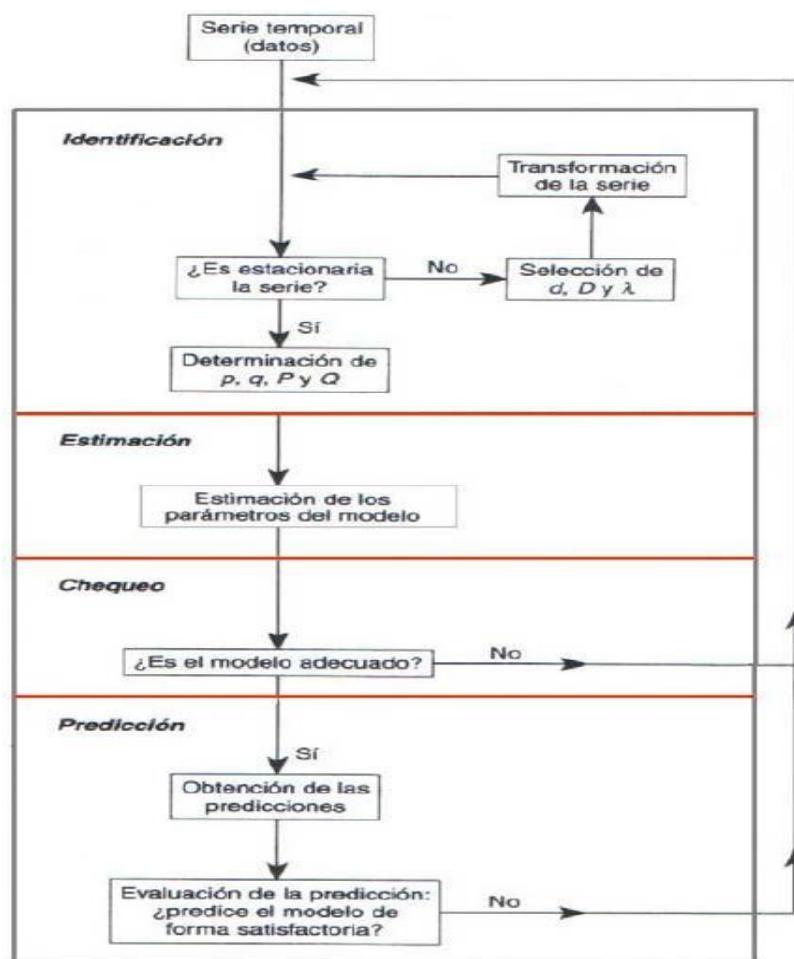 Serie temporal
(datos)
Identificación
Transformación
de la serie
¿Es estacionaria
la serie?
No
Selección de
d, D y λ
Sí
Determinación de
p, q, P y Q
Estimación
Estimación de los
parámetros del modelo
Chequeo
¿Es el modelo adecuado?
No
Predicción
Sí
Obtención de las
predicciones
Evaluación de la predicción:
¿predice el modelo de
forma satisfactoria?
No